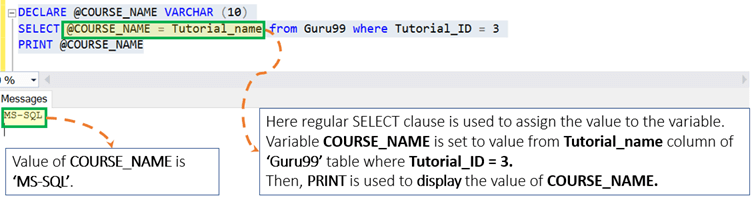 DECLARE @COURSE_NAME VARCHAR (10)
SELECT @COURSE_NAME = Tutorial_name from Guru99 where Tutorial_ID = 3
PRINT @COURSE_NAME
0 %
Messages
MS-SQL
Value of COURSE_NAME is
‘MS-SQL’.
Here regular SELECT clause is used to assign the value to the variable.
Variable COURSE_NAME is set to value from Tutorial_name column of
‘Guru99’ table where Tutorial_ID = 3.
Then, PRINT is used to display the value of COURSE_NAME.